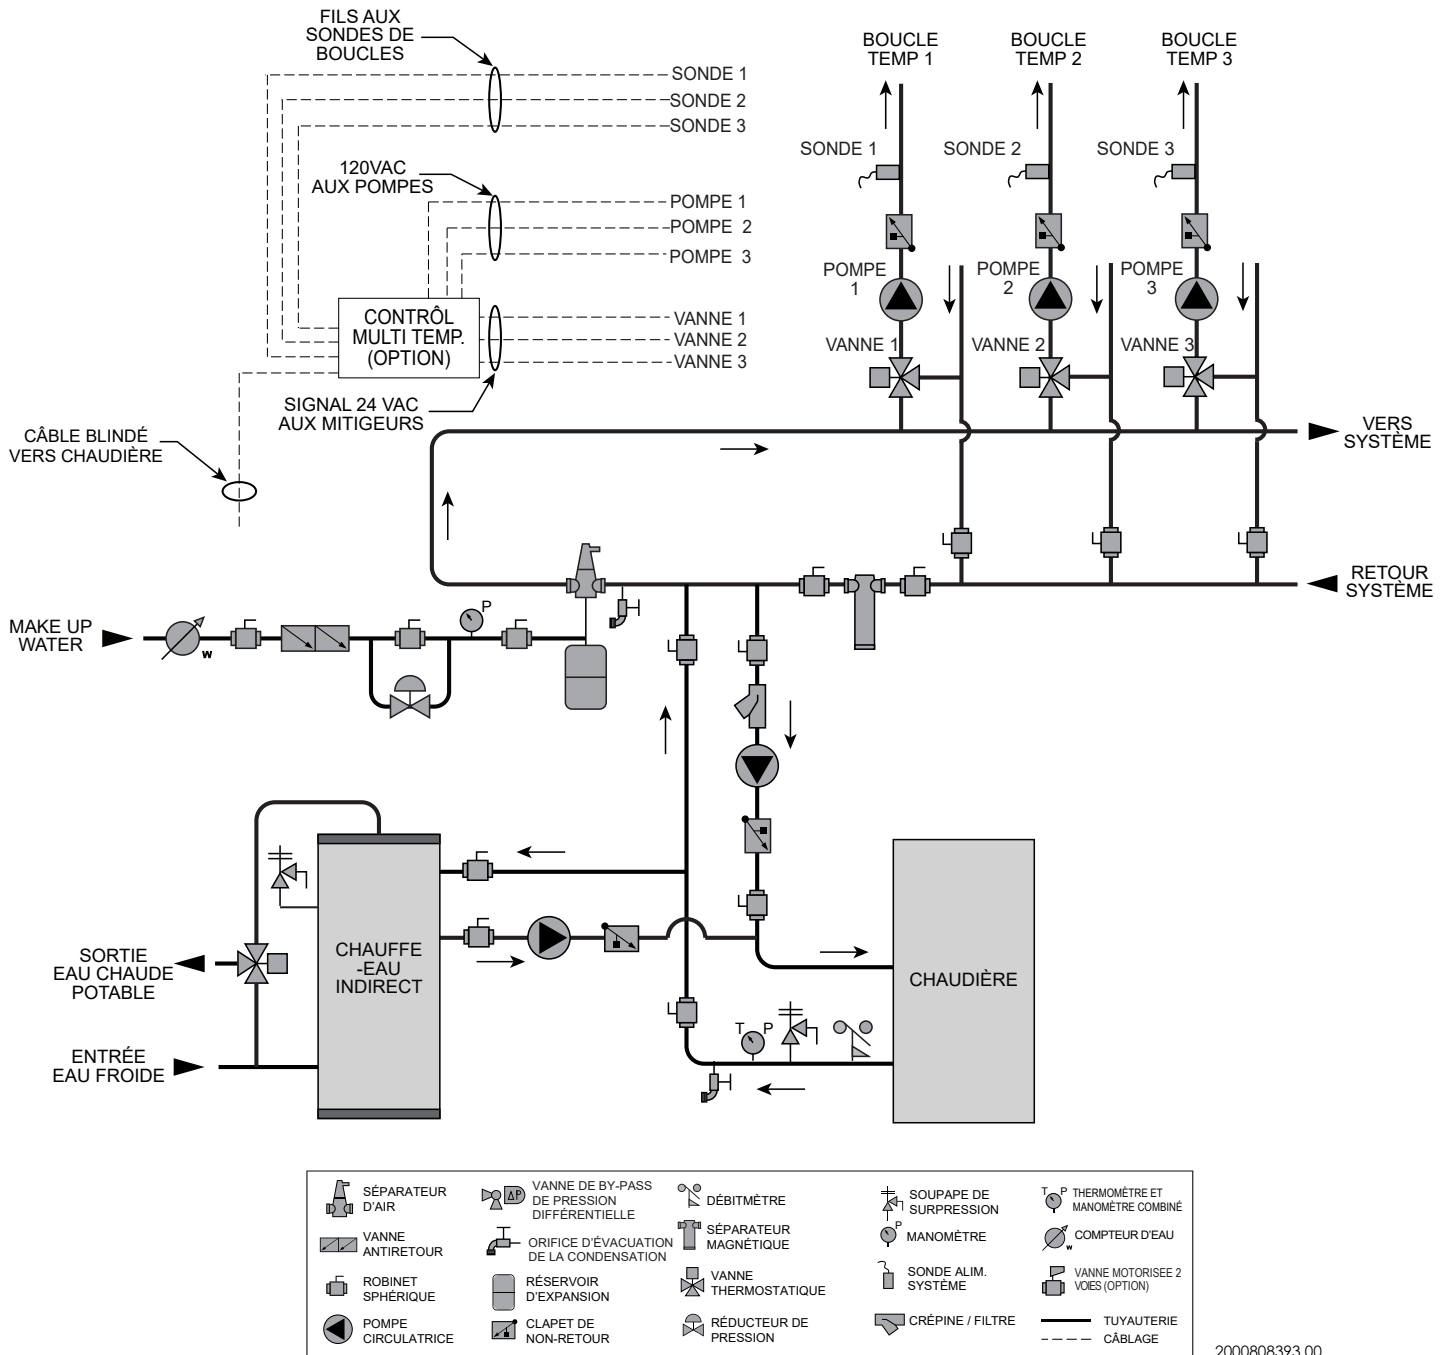 FILS AUX
SONDES DE
BOUCLES
SONDE 1
SONDE 2
SONDE 3
120VAC
AUX POMPES
POMPE 1
POMPE 2
POMPE 3
CONTRÔL
MULTI TEMP.
(OPTION)
VANNE 1
VANNE 2
VANNE 3
SIGNAL 24 VAC
AUX MITIGEURS
CÂBLE BLINDÉ
VERS CHAUDIÈRE
BOUCLE
TEMP 1
BOUCLE
TEMP 2
BOUCLE
TEMP 3
SONDE 1
SONDE 2
SONDE 3
POMPE
1
POMPE
2
POMPE
3
VANNE 1
VANNE 2
VANNE 3
VERS
SYSTÈME
RETOUR
SYSTÈME
MAKE UP
WATER
W
P
CHAUFFE
-EAU
INDIRECT
SORTIE
EAU CHAUDE
POTABLE
ENTRÉE
EAU FROIDE
CHAUDIÈRE
T P
SÉPARATEUR
D'AIR
VANNE
ANTIRETOUR
ROBINET
SPHÉRIQUE
POMPE
CIRCULATRICE
ΔP
VANNE DE BY-PASS
DE PRESSION
DIFFÉRENTIELLE
ORIFICE D'ÉVACUATION
DE LA CONDENSATION
RÉSERVOIR
D'EXPANSION
CLAPET DE
NON-RETOUR
DÉBITMÈTRE
SÉPARATEUR
MAGNÉTIQUE
VANNE
THERMOSTATIQUE
RÉDUCTEUR DE
PRESSION
SOUPAPE DE
SURPRESSION
P
MANOMÈTRE
SONDE ALIM.
SYSTÈME
CRÉPINE / FILTRE
T P
THERMOMÈTRE ET
MANOMÈTRE COMBINÉ
W
COMPTEUR D'EAU
VANNE MOTORISEE 2
VOIES (OPTION)
TUYAUTERIE
CÂBLAGE
2000808393 00